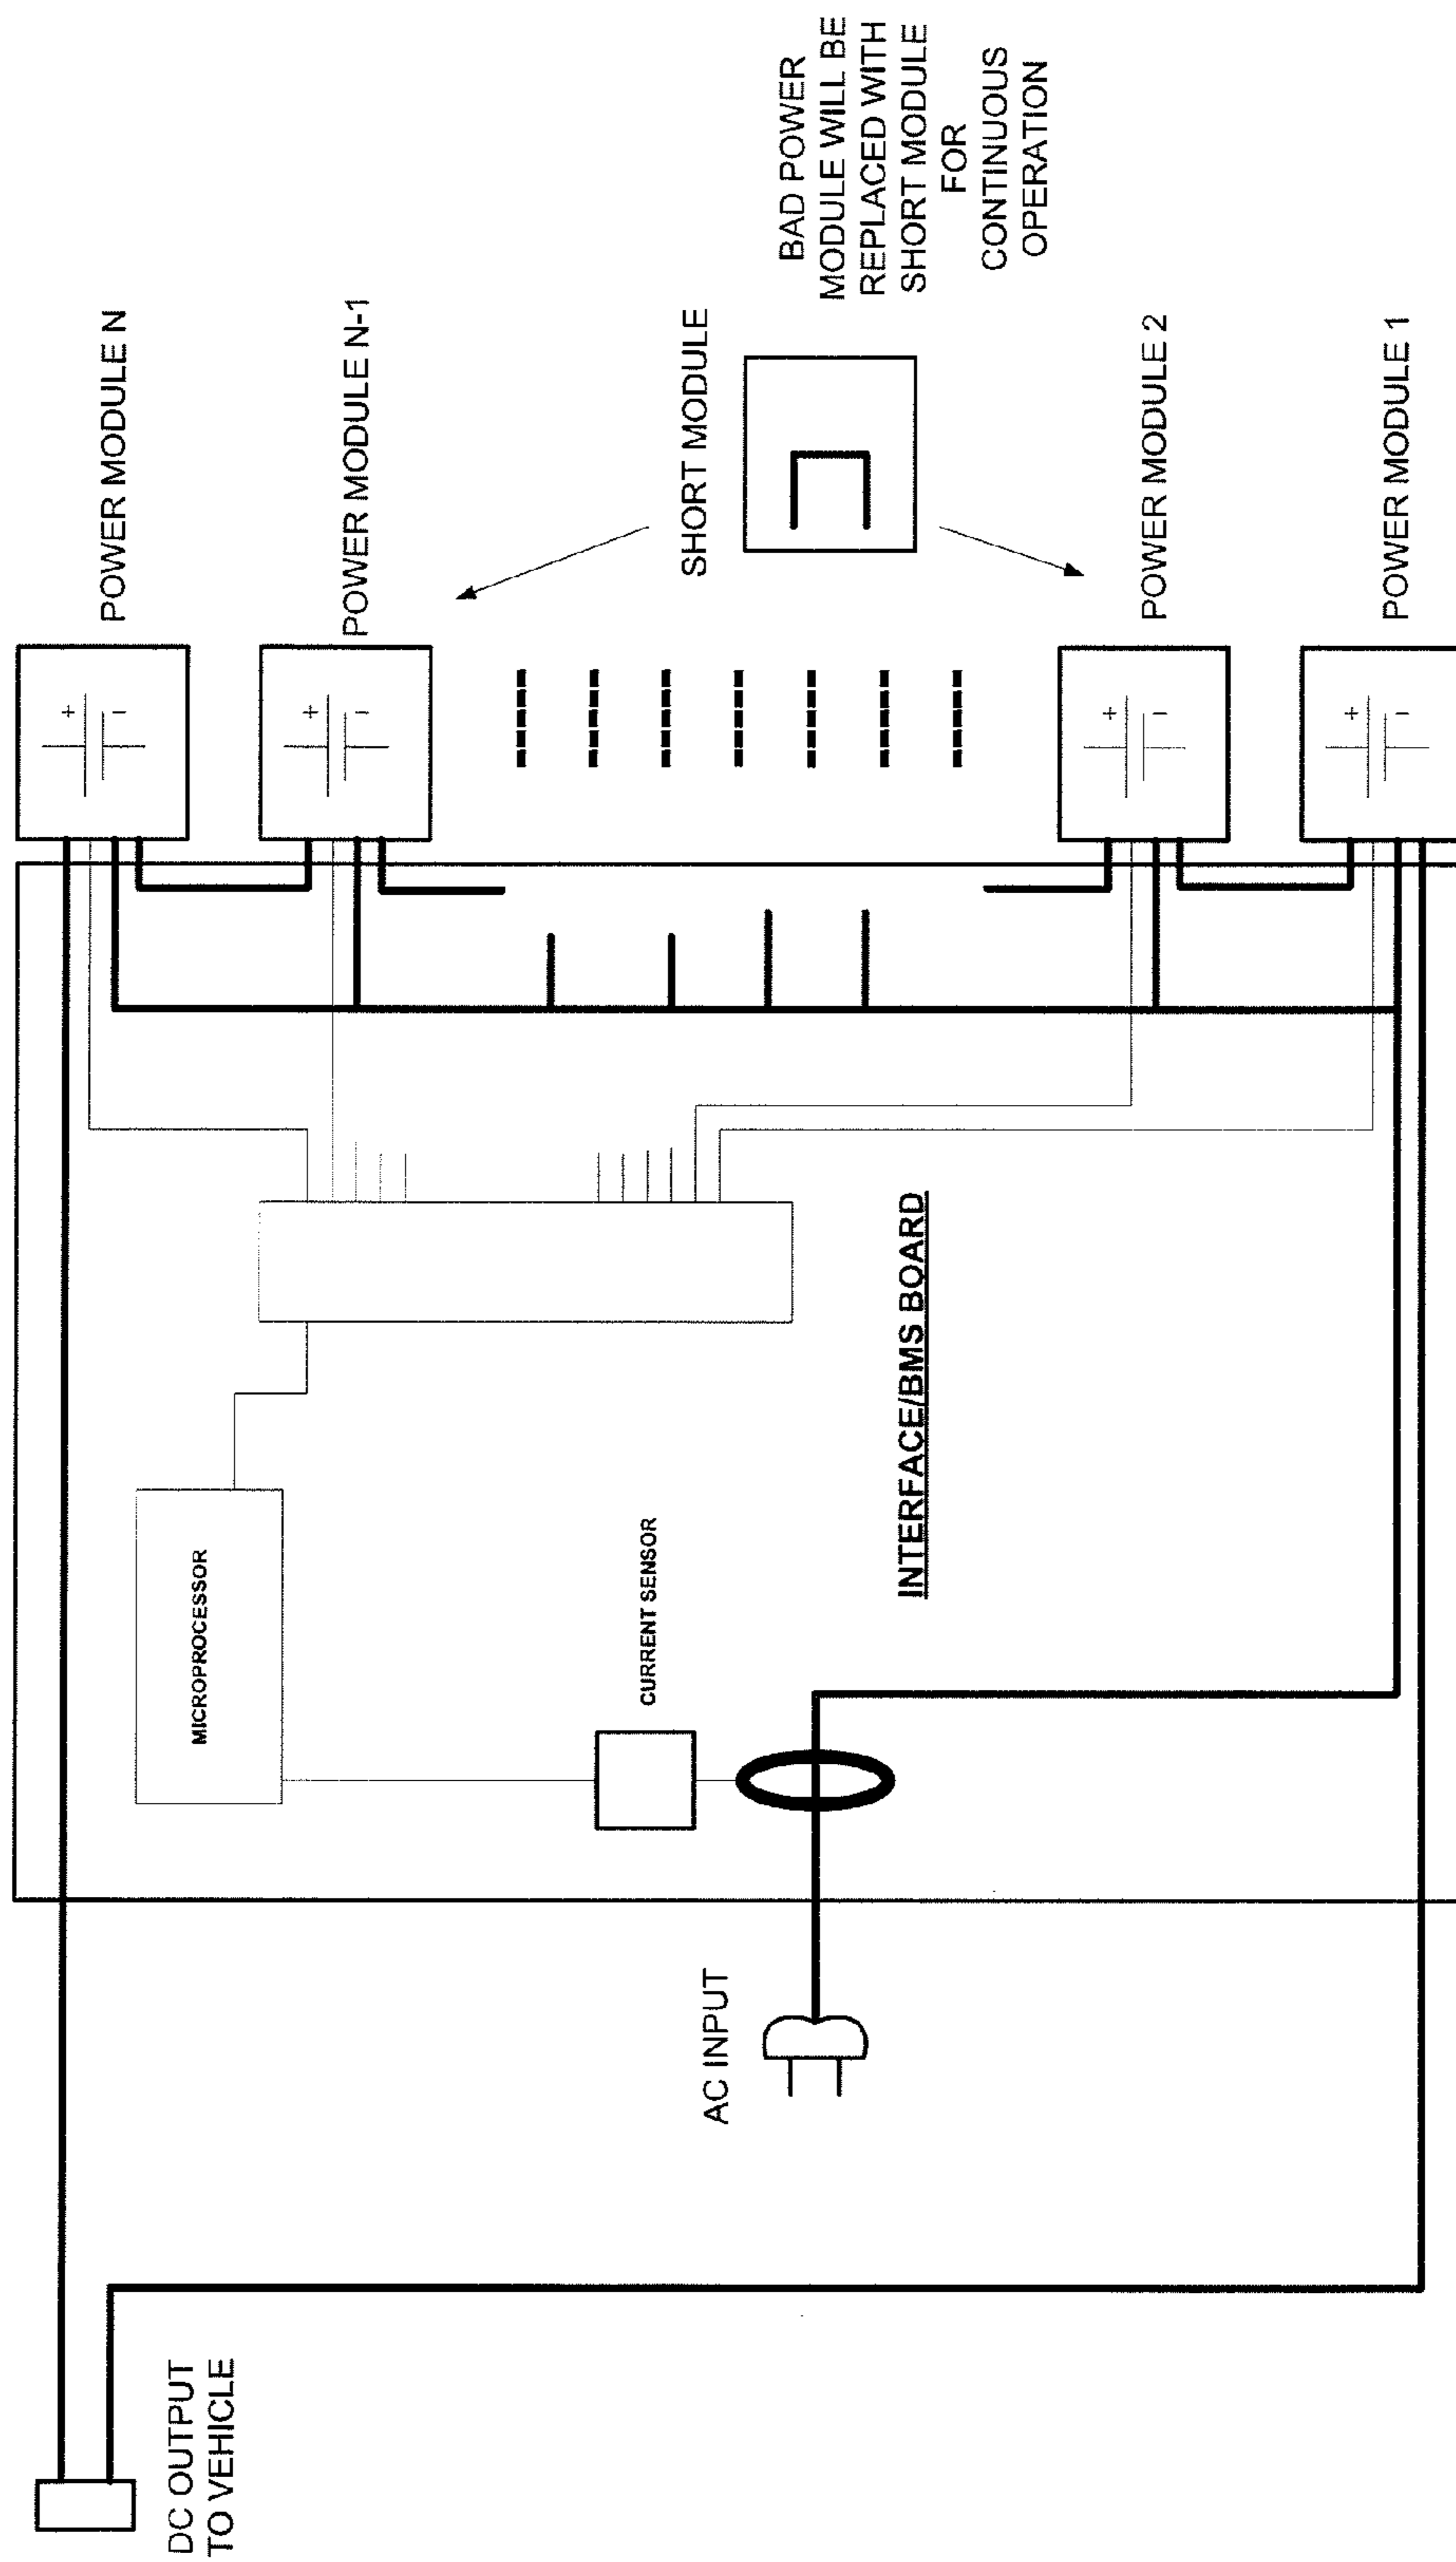 POWER MODULE N
POWER MODULE N-1
SHORT MODULE
BAD POWER
MODULE WILL BE
REPLACED WITH
SHORT MODULE
FOR
CONTINUOUS
OPERATION
POWER MODULE 2
POWER MODULE 1
+
-
+
-
+
-
+
-
MICROPROCESSOR
CURRENT SENSOR
INTERFACE/BMS BOARD
AC INPUT
DC OUTPUT
TO VEHICLE